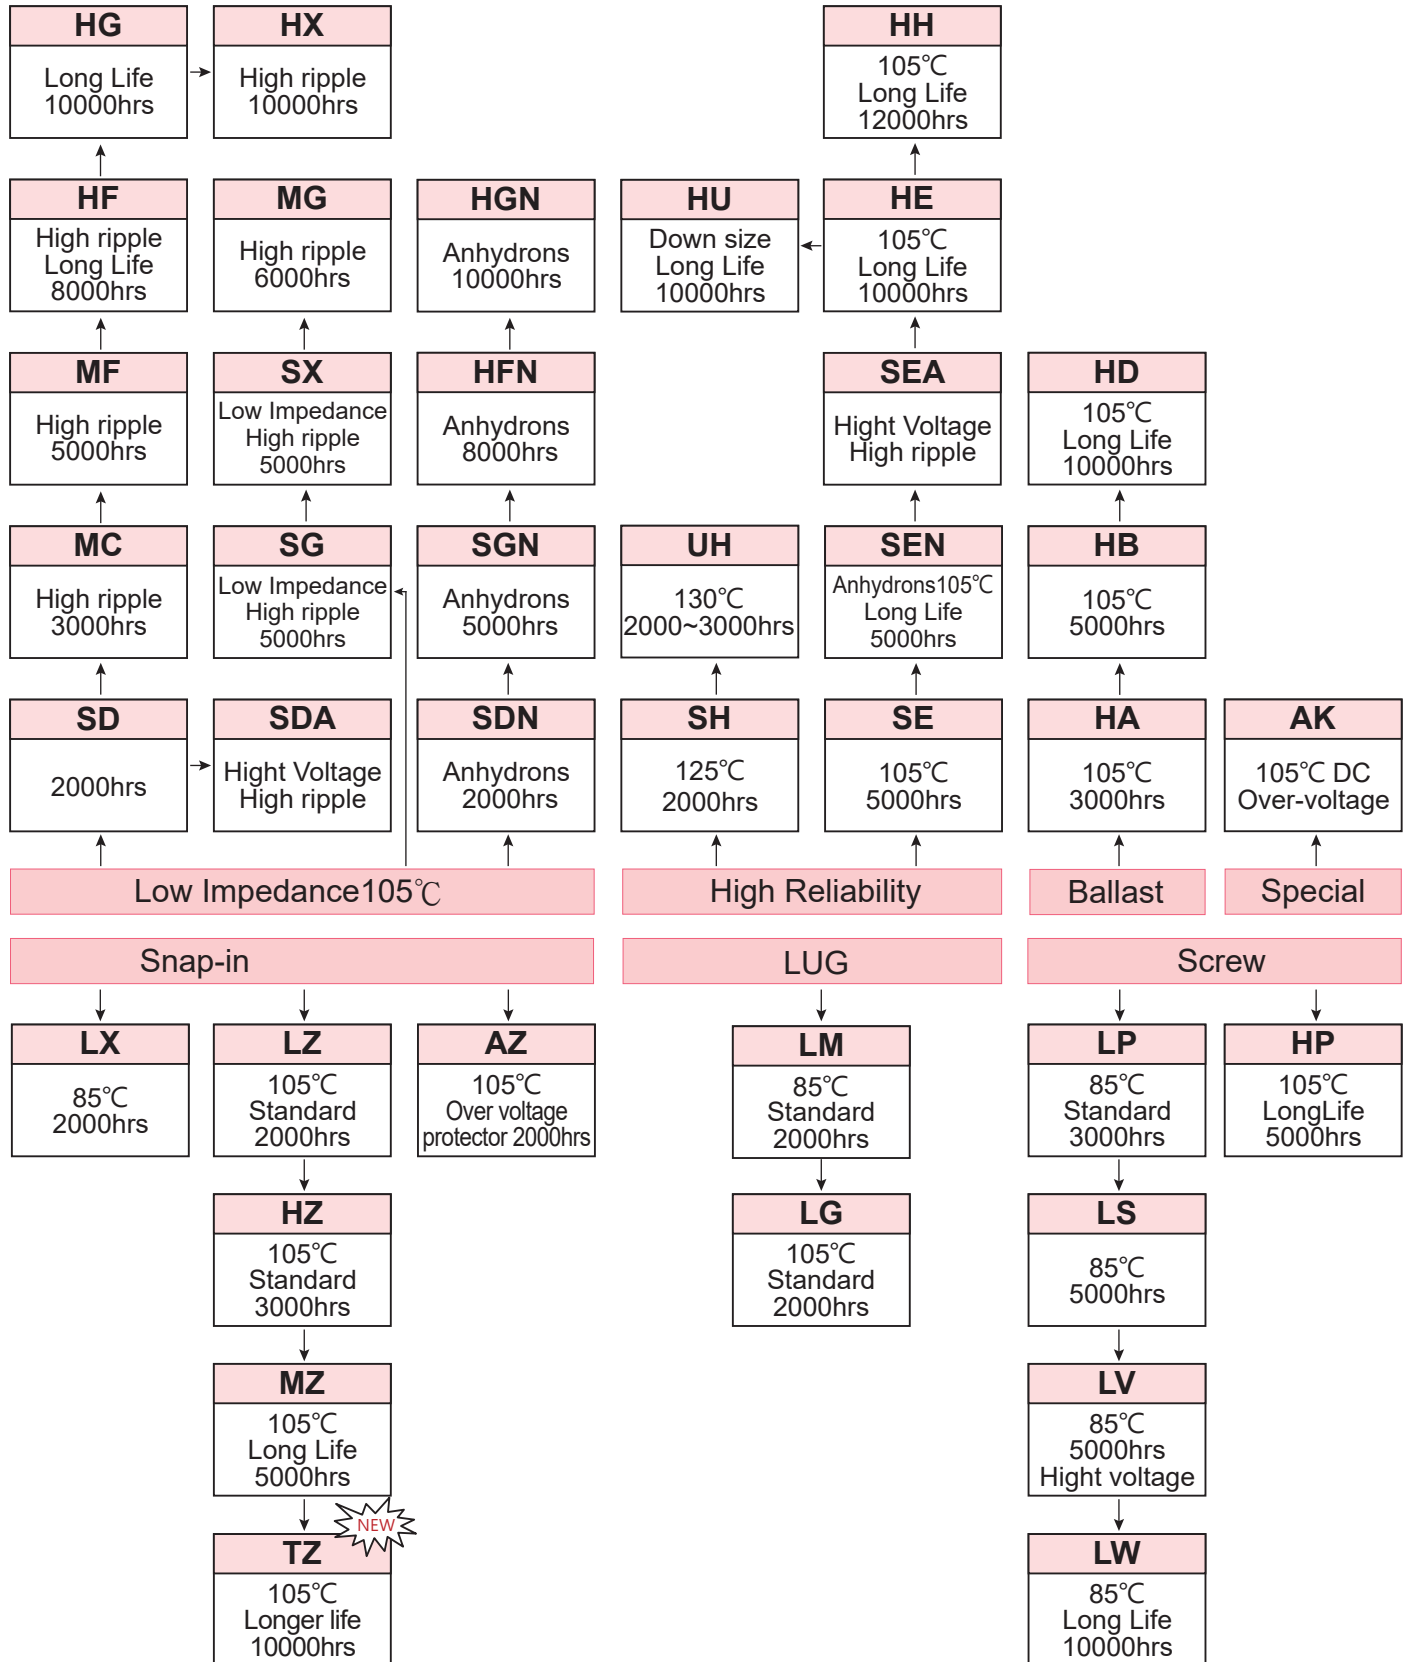 HG
Long Life
10000hrs
HX
High ripple
10000hrs
HH
105℃
Long Life
12000hrs
HF
High ripple
Long Life
8000hrs
MG
High ripple
6000hrs
HGN
Anhydrons
10000hrs
HU
Down size
Long Life
10000hrs
HE
105℃
Long Life
10000hrs
MF
High ripple
5000hrs
SX
Low Impedance
High ripple
5000hrs
HFN
Anhydrons
8000hrs
SEA
Hight Voltage
High ripple
HD
105℃
Long Life
10000hrs
MC
High ripple
3000hrs
SG
Low Impedance
High ripple
5000hrs
SGN
Anhydrons
5000hrs
UH
130℃
2000~3000hrs
SEN
Anhydrons105℃
Long Life
5000hrs
HB
105℃
5000hrs
SD
2000hrs
SDA
Hight Voltage
High ripple
SDN
Anhydrons
2000hrs
SH
125℃
2000hrs
SE
105℃
5000hrs
HA
105℃
3000hrs
AK
105℃ DC
Over-voltage
Low Impedance105℃
High Reliability
Ballast
Special
Snap-in
LUG
Screw
LX
85℃
2000hrs
LZ
105℃
Standard
2000hrs
AZ
105℃
Over voltage
protector 2000hrs
LM
85℃
Standard
2000hrs
LP
85℃
Standard
3000hrs
HP
105℃
LongLife
5000hrs
HZ
105℃
Standard
3000hrs
LG
105℃
Standard
2000hrs
LS
85℃
5000hrs
MZ
105℃
Long Life
5000hrs
LV
85℃
5000hrs
Hight voltage
NEW
TZ
105℃
Longer life
10000hrs
LW
85℃
Long Life
10000hrs